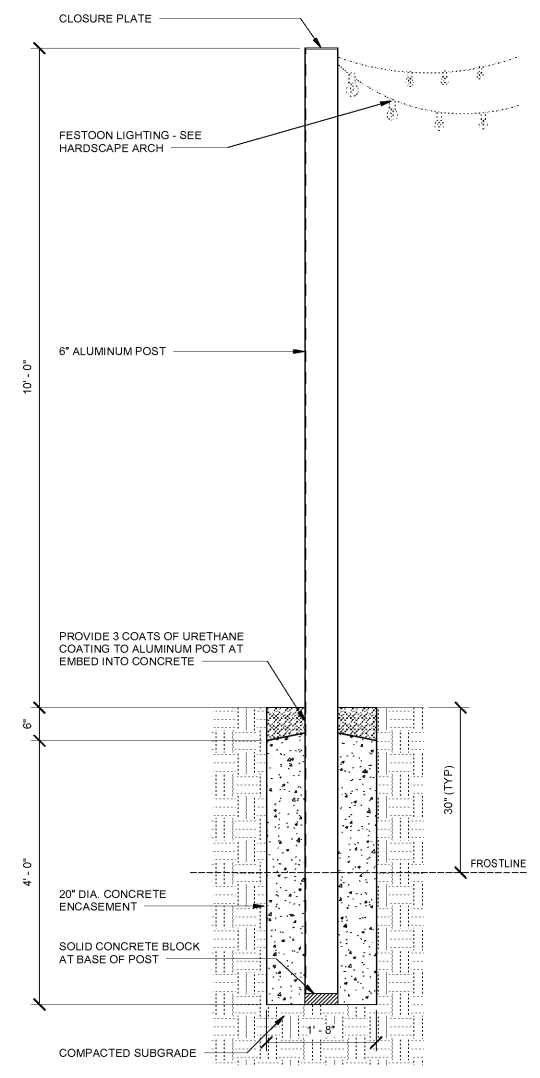 CLOSURE PLATE
FESTOON LIGHTING - SEE
HARDSCAPE ARCH
6" ALUMINUM POST
10' - 0"
PROVIDE 3 COATS OF URETHANE
COATING TO ALUMINUM POST AT
EMBED INTO CONCRETE
6"
30" (TYP)
FROSTLINE
4' - 0"
20" DIA. CONCRETE
ENCASEMENT
SOLID CONCRETE BLOCK
AT BASE OF POST
1' - 8"
COMPACTED SUBGRADE